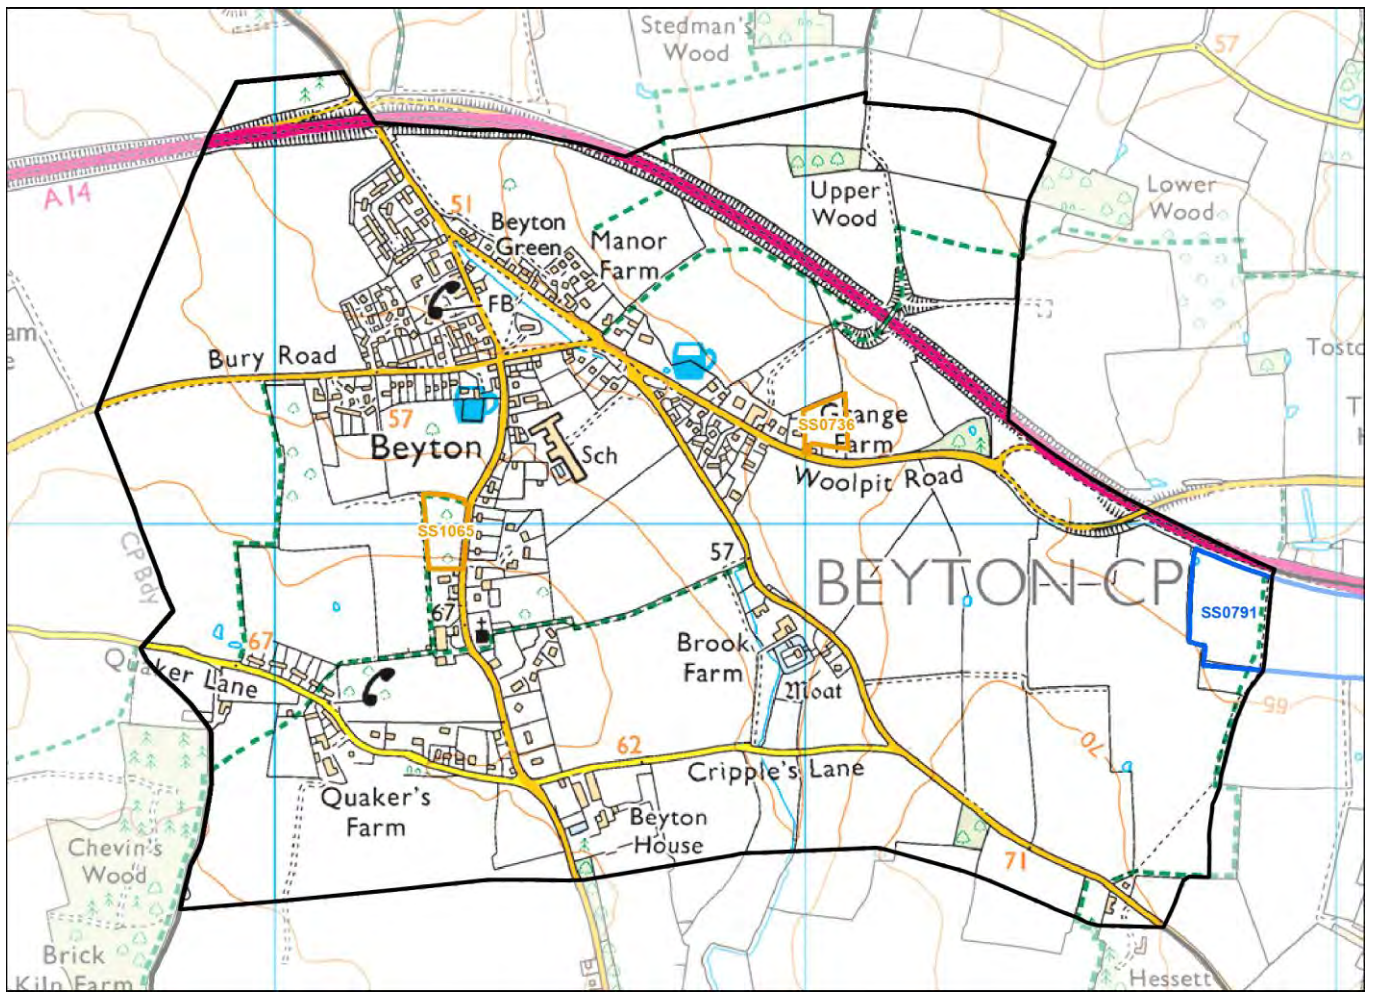 Stedman's
Wood
57
A14
Upper
Wood
Lower
Wood
51
Beyton
Green
Manor
Farm
FB
Bury Road
57
Beyton
Sch
SS0736
Grange
Farm
Woolpit Road
SS1065
57
BEYTON CP
SS0791
CP Bdy
67
67
Quaker Lane
Brook
Farm
Moat
65
70
62
Cripple's Lane
Quaker's
Farm
Beyton
House
71
Chevin's
Wood
Brick
Kiln Farm
Hessett